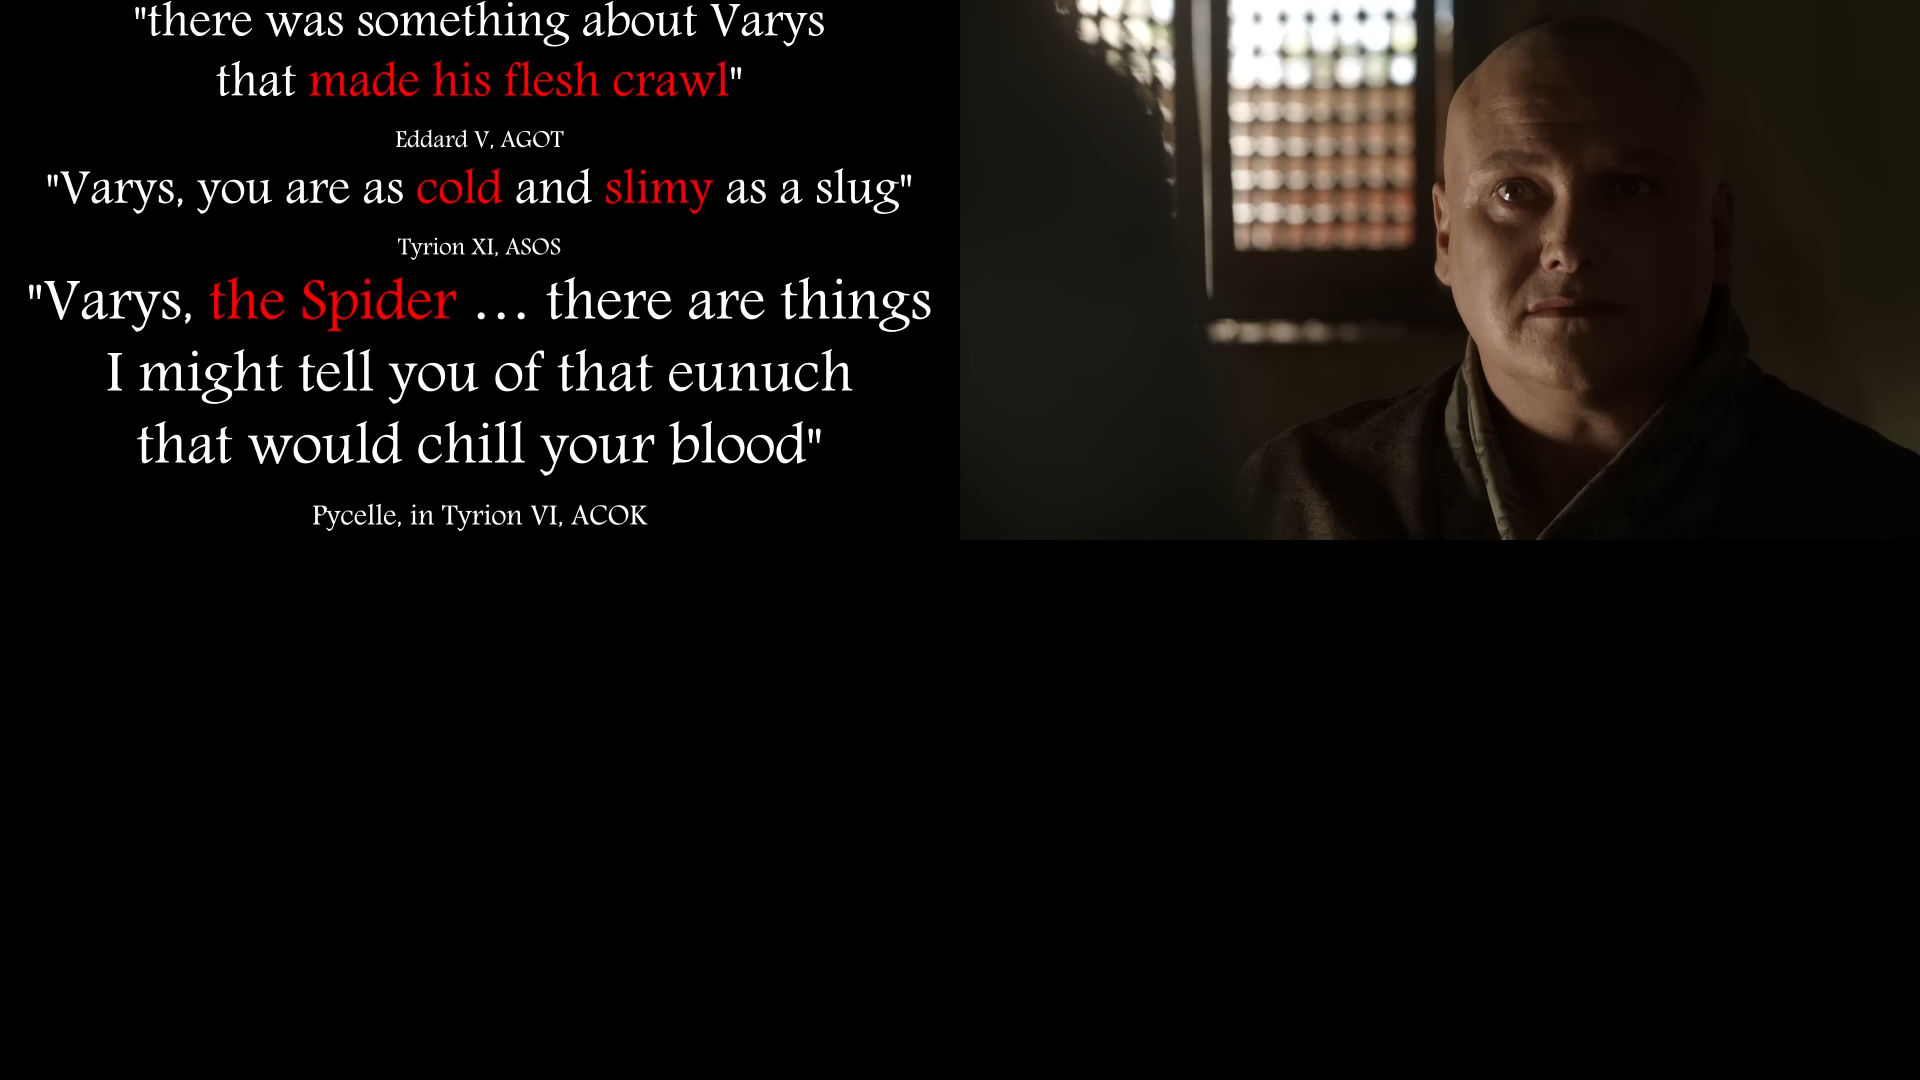 "there was something about Varys
that made his flesh crawl"
Eddard V, AGOT
"Varys, you are as cold and slimy as a slug"
Tyrion XI, ASOS
"Varys, the Spider … there are things
I might tell you of that eunuch
that would chill your blood"
Pycelle, in Tyrion VI, ACOK